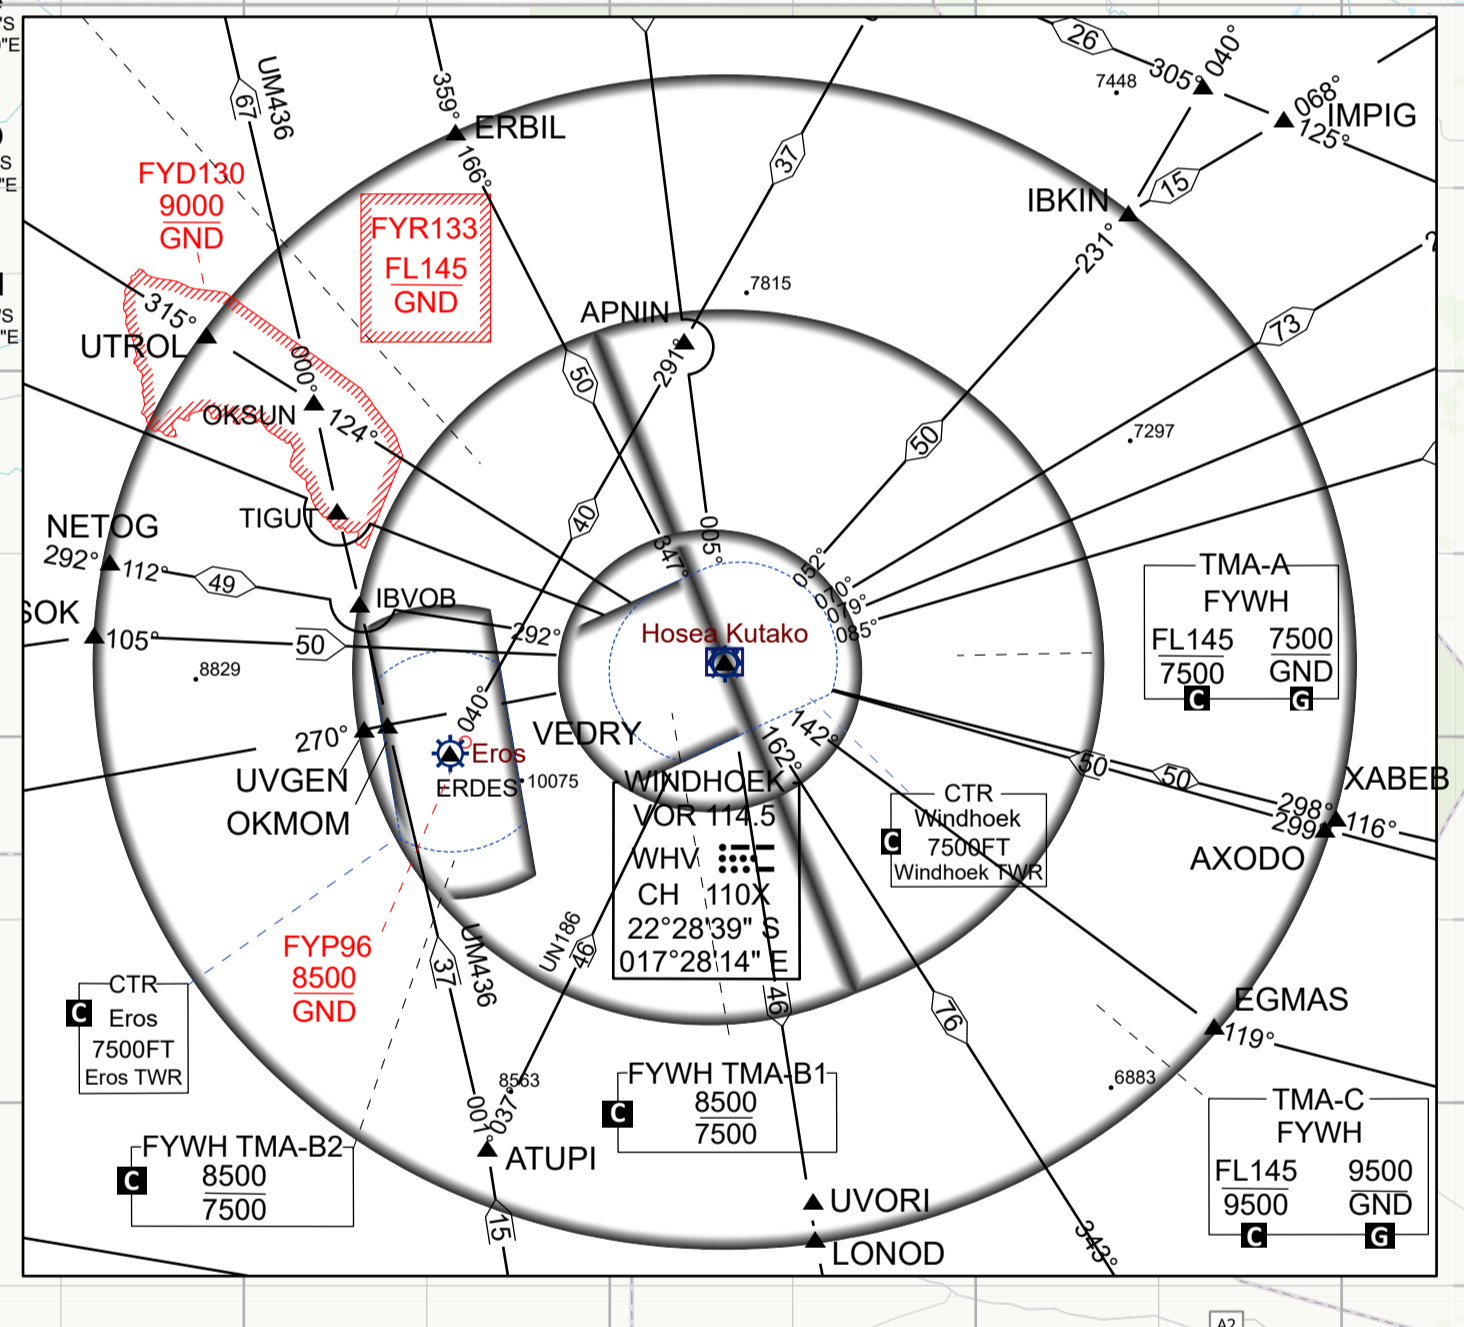 26
305°
040°
7448
068°
IMPIG
125°
67
UM436
359°
ERBIL
166°
37
15
IBKIN
231°
FYD130
9000
GND
FYR133
FL145
GND
7815
APNIN
291°
315°
UTROL
000°
OKSUN
124°
50
73
50
7297
TIGUT
40
NETOG
292°
112°
49
347°
005°
052°
070°
079°
085°
IBVOB
292°
SOK
105°
50
8829
Hosea Kutako
TMA-A
FYWH
FL145
7500
C
7500
GND
G
270°
UVGEN
OKMOM
040°
Eros
ERDES
10075
VEDRY
142°
162°
WINDHOEK
VOR 114.5
WHV
CH 110X
22°28'39" S
017°28'14" E
CTR
Windhoek
7500FT
Windhoek TWR
C
50
50
XABEB
298°
299°
116°
AXODO
FYP96
8500
GND
37
UM436
UN186
46
46
76
EGMAS
119°
6883
CTR
Eros
7500FT
Eros TWR
C
FYWH TMA-B2
8500
7500
C
8563
001°
037°
ATUPI
15
FYWH TMA-B1
8500
7500
C
UVORI
LONOD
343°
TMA-C
FYWH
FL145
9500
C
9500
GND
G
A2